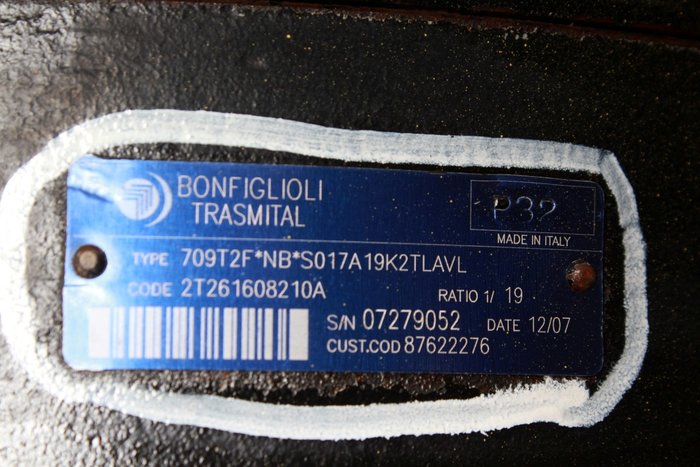 BONFIGLIOLI
TRASMITAL
P32
MADE IN ITALY
TYPE 709T2F*NB*S017A19K2TLAVL
CODE 2T261608210A
RATIO 1/ 19
S/N 07279052 DATE 12/07
CUST.COD 87622276